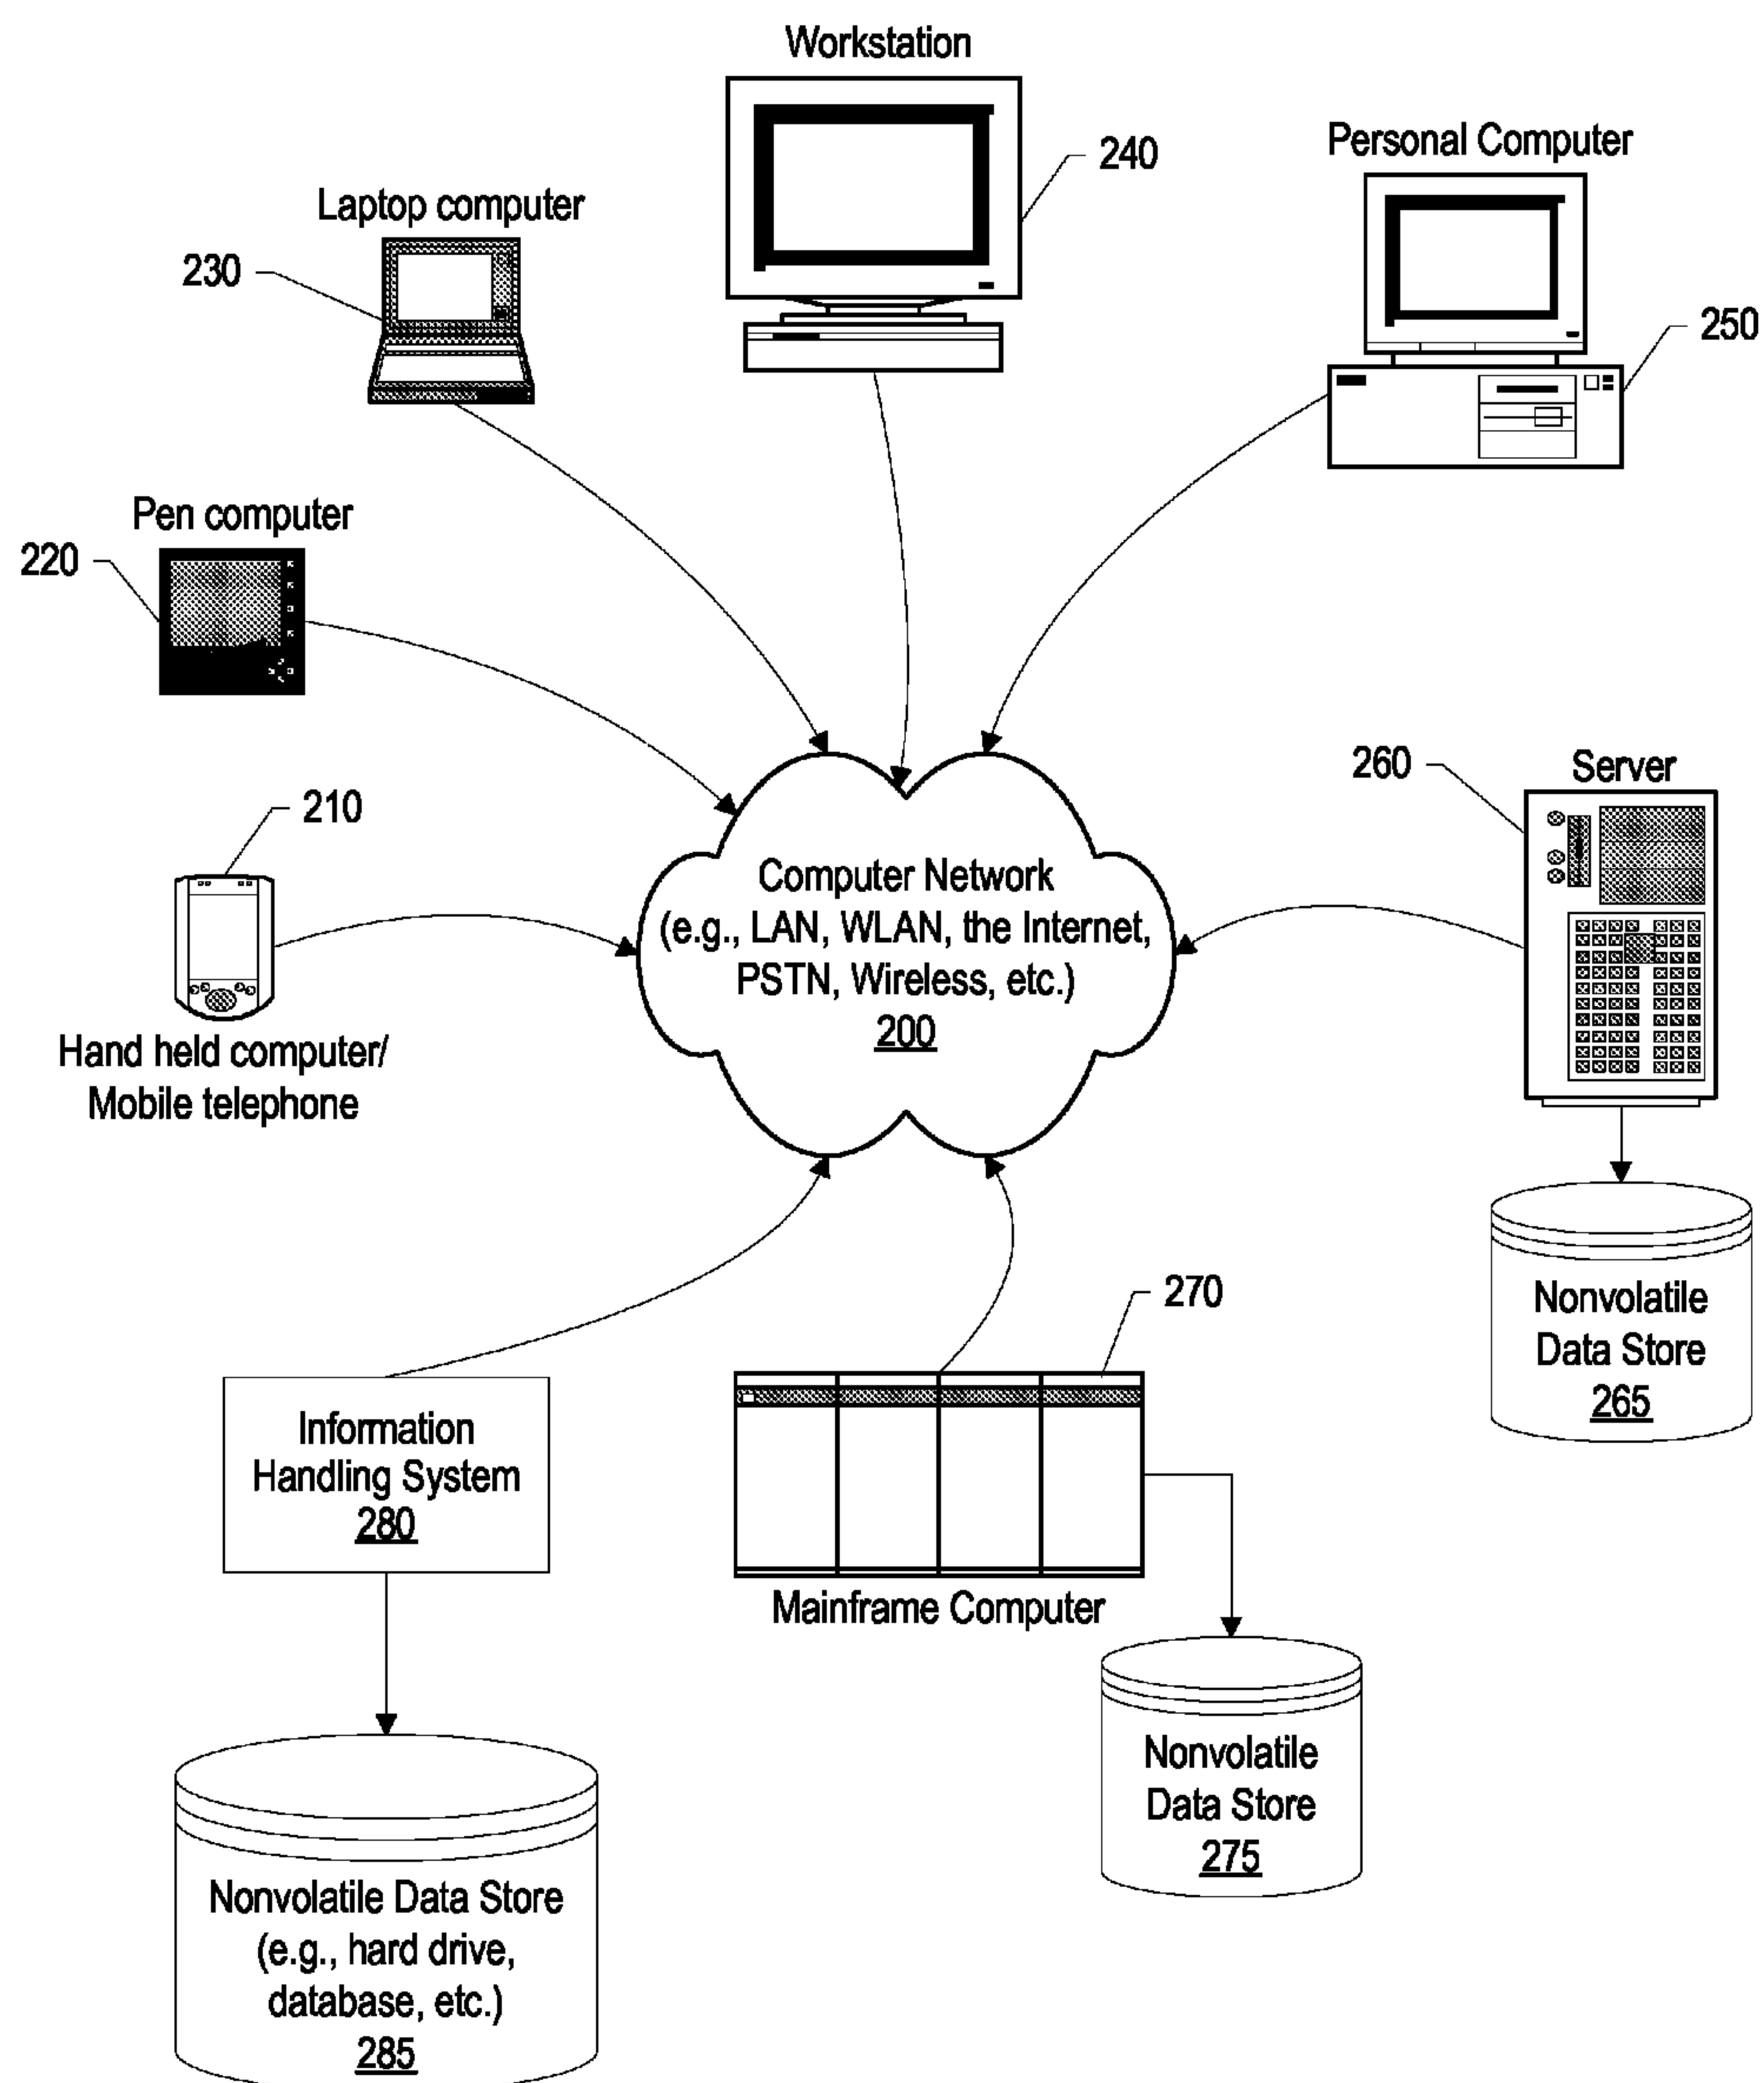 Workstation
240
Personal Computer
Laptop computer
230
250
Pen computer
220
260
Server
210
Computer Network
(e.g., LAN, WLAN, the Internet,
PSTN, Wireless, etc.)
200
Hand held computer/
Mobile telephone
270
Nonvolatile
Data Store
265
Information
Handling System
280
Mainframe Computer
Nonvolatile
Data Store
275
Nonvolatile Data Store
(e.g., hard drive,
database, etc.)
285